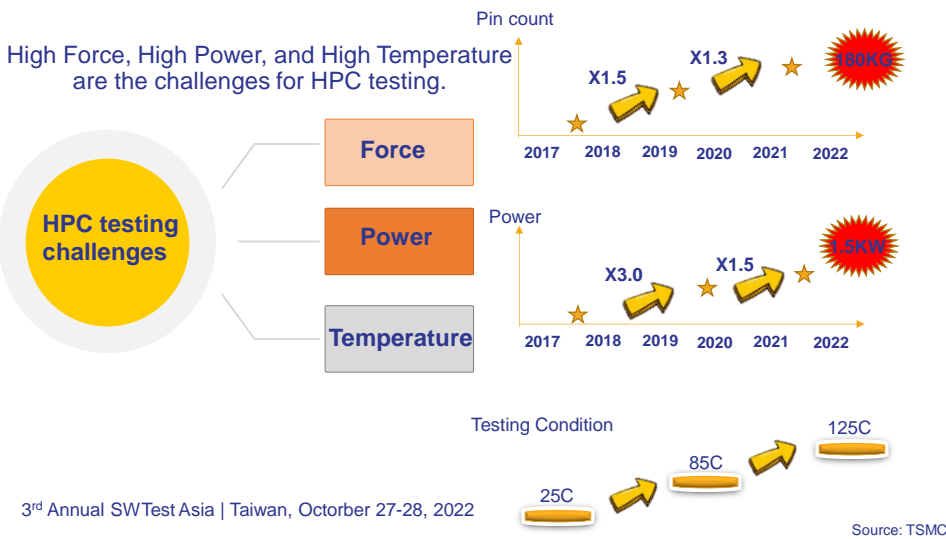 High Force, High Power, and High Temperature
are the challenges for HPC testing.
HPC testing
challenges
Force
Power
Temperature
Pin count
X1.5
X1.3
180KG
2017 2018 2019 2020 2021 2022
Power
X3.0
X1.5
1.5KW
2017 2018 2019 2020 2021 2022
Testing Condition
25C
85C
125C
3rd Annual SWTest Asia | Taiwan, Octorber 27-28, 2022
Source: TSMC